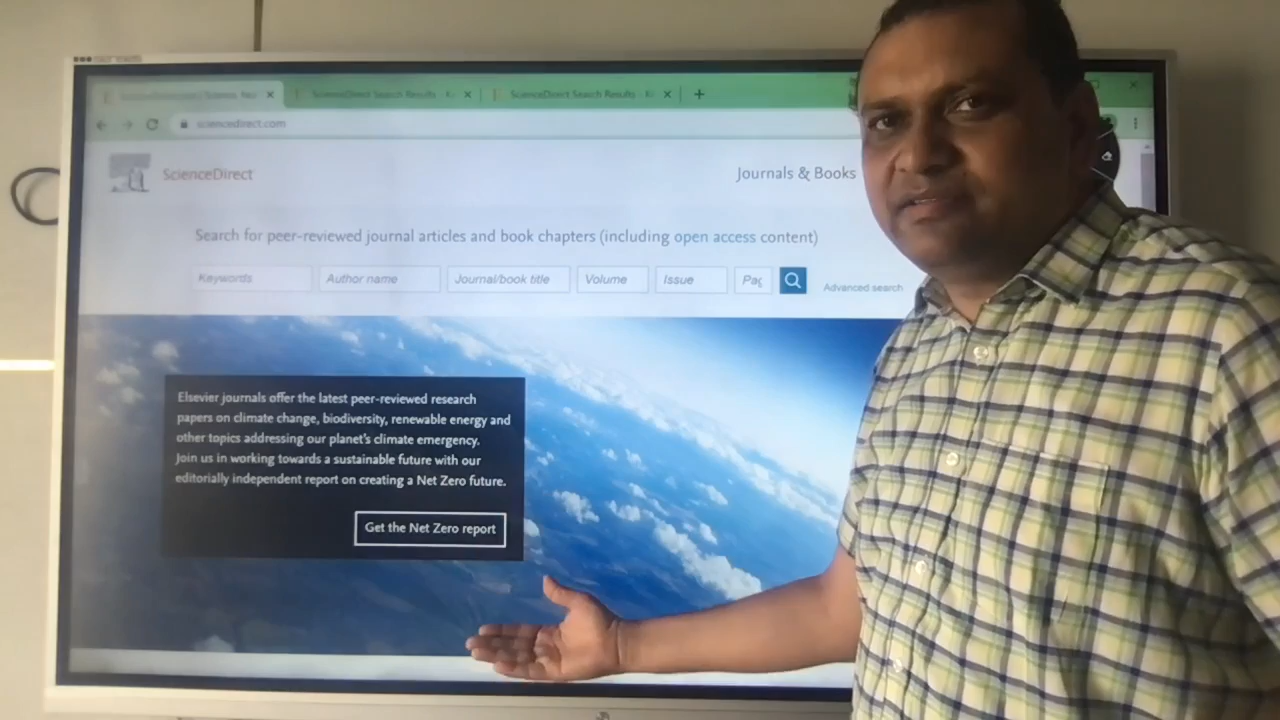 ScienceDirect Search Results - K
ScienceDirect Search Results - K
sciencedirect.com
ScienceDirect
Journals & Books
Search for peer-reviewed journal articles and book chapters (including open access content)
Keywords Author name Journal/book title Volume Issue Pag
Advanced search
Elsevier journals offer the latest peer-reviewed research
papers on climate change, biodiversity, renewable energy and
other topics addressing our planet's climate emergency.
Join us in working towards a sustainable future with our
editorially independent report on creating a Net Zero future.
Get the Net Zero report